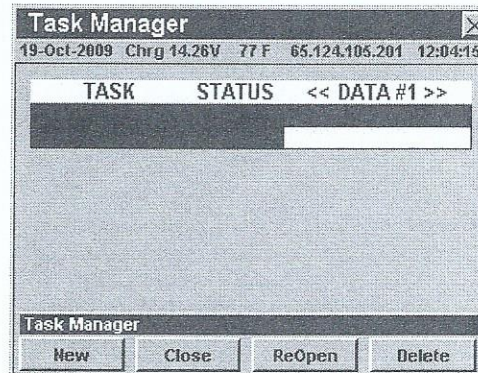 Task Manager
19-Oct-2009 Chrg 14.26V 77 F 65.124.105.201 12:04:15
TASK STATUS << DATA #1 >>
Task Manager
New Close ReOpen Delete